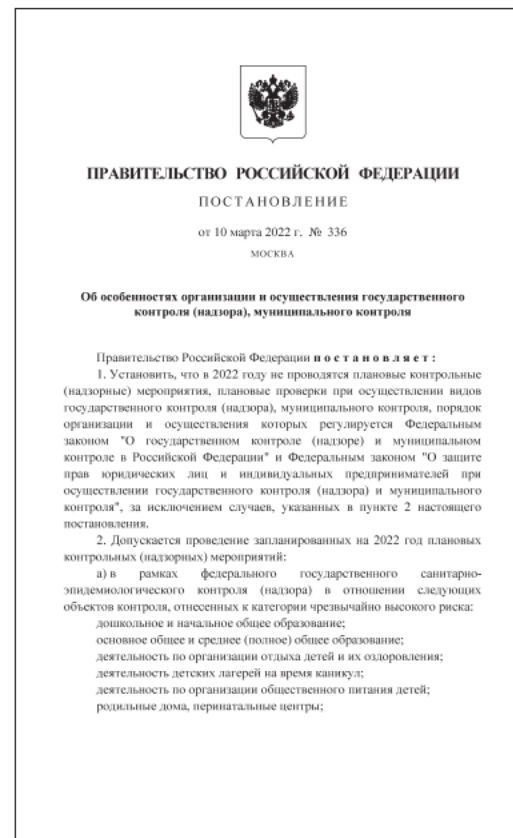 ПРАВИТЕЛЬСТВО РОССИЙСКОЙ ФЕДЕРАЦИИ
ПОСТАНОВЛЕНИЕ
от 10 марта 2022 г. № 336
МОСКВА
Об особенностях организации и осуществления государственного
контроля (надзора), муниципального контроля
Правительство Российской Федерации постановляет:
1. Установить, что в 2022 году не проводятся плановые контрольные
(надзорные) мероприятия, плановые проверки при осуществлении видов
государственного контроля (надзора), муниципального контроля, порядок
организации и осуществления которых регулируется Федеральным
законом "О государственном контроле (надзоре) и муниципальном
контроле в Российской Федерации" и Федеральным законом "О защите
прав юридических лиц и индивидуальных предпринимателей при
осуществлении государственного контроля (надзора) и муниципального
контроля", за исключением случаев, указанных в пункте 2 настоящего
постановления.
2. Допускается проведение запланированных на 2022 год плановых
контрольных (надзорных) мероприятий:
а) в рамках федерального государственного санитарно-
эпидемиологического контроля (надзора) в отношении следующих
объектов контроля, отнесенных к категории чрезвычайно высокого риска:
дошкольное и начальное общее образование;
основное общее и среднее (полное) общее образование;
деятельность по организации отдыха детей и их оздоровления;
деятельность детских лагерей на время каникул;
деятельность по организации общественного питания детей;
родильные дома, перинатальные центры;